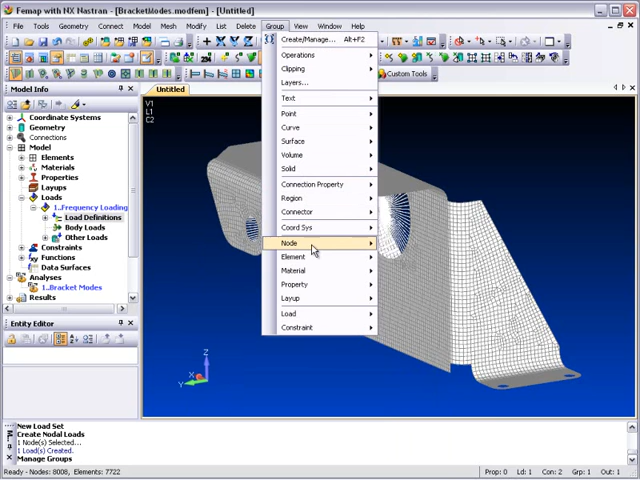 Femap with NX Nastran - [BracketModes.modfem] - [Untitled]
File Tools Geometry Connect Model Mesh Modify List Delete Group View Window Help
Custom Tools
Model Info
Untitled
Coordinate Systems
Geometry
Connections
Model
Elements
Materials
Properties
Layups
Loads
1..Frequency Loading
Load Definitions
Body Loads
Other Loads
Constraints
Functions
Data Surfaces
Analyses
1..Bracket Modes
Results
Entity Editor
V1
L1
C2
Create/Manage... Alt+F2
Operations
Clipping
Layers...
Text
Point
Curve
Surface
Volume
Solid
Connection Property
Region
Connector
Coord Sys
Node
Element
Material
Property
Layup
Load
Constraint
Z
X
Y
New Load Set
Create Nodal Loads
1 Node(s) Selected...
1 Load(s) Created.
Manage Groups
M...
Ready - Nodes: 8008, Elements: 7722
Prop: 0 Ld: 1 Con: 2 Grp: 1 Out: 1